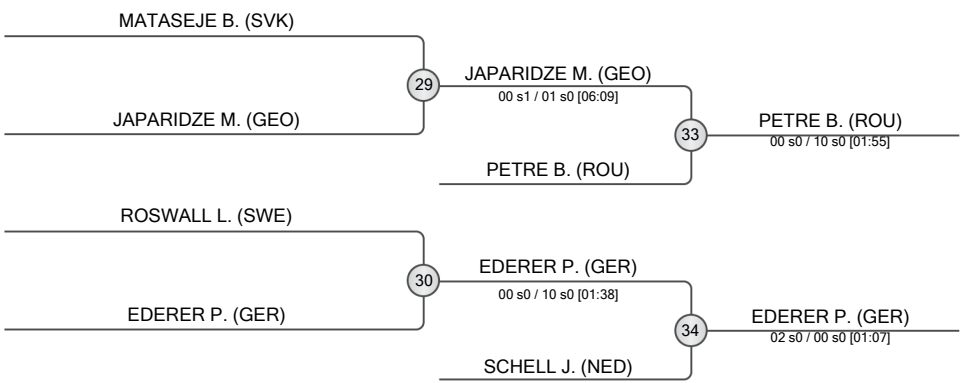 MATASEJE B. (SVK)
29
JAPARIDZE M. (GEO)
00 s1 / 01 s0 [06:09]
JAPARIDZE M. (GEO)
33
PETRE B. (ROU)
00 s0 / 10 s0 [01:55]
PETRE B. (ROU)
ROSWALL L. (SWE)
30
EDERER P. (GER)
00 s0 / 10 s0 [01:38]
EDERER P. (GER)
34
EDERER P. (GER)
02 s0 / 00 s0 [01:07]
SCHELL J. (NED)